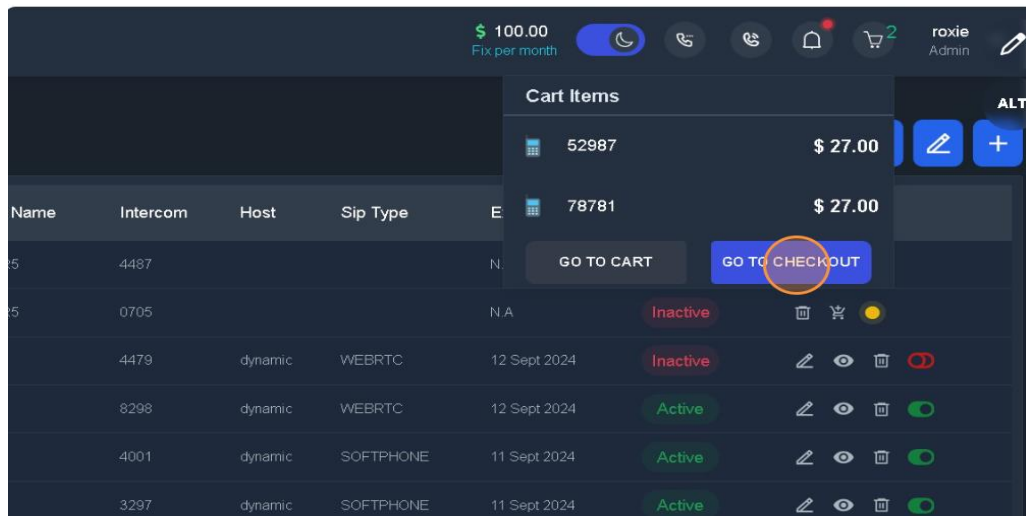 $ 100.00
Fix per month
2
roxie
Admin
Cart Items
ALT
52987 $ 27.00
78781 $ 27.00
Name Intercom Host Sip Type E
GO TO CART GO TO CHECKOUT
25 4487 N.
25 0705 N.A Inactive
4479 dynamic WEBRTC 12 Sept 2024 Inactive
8298 dynamic WEBRTC 12 Sept 2024 Active
4001 dynamic SOFTPHONE 11 Sept 2024 Active
3297 dynamic SOFTPHONE 11 Sept 2024 Active